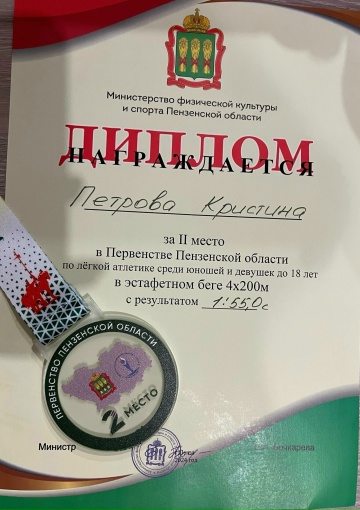 Министерство физической культуры
и спорта Пензенской области
ДИПЛОМ
НАГРАЖДАЕТСЯ
Петрова Кристина
за II место
в Первенстве Пензенской области
по лёгкой атлетике среди юношей и девушек до 18 лет
в эстафетном беге 4х200м
с результатом 1:55,0с
ПЕРВЕНСТВО ПЕНЗЕНСКОЙ ОБЛАСТИ
2 МЕСТО
Министр